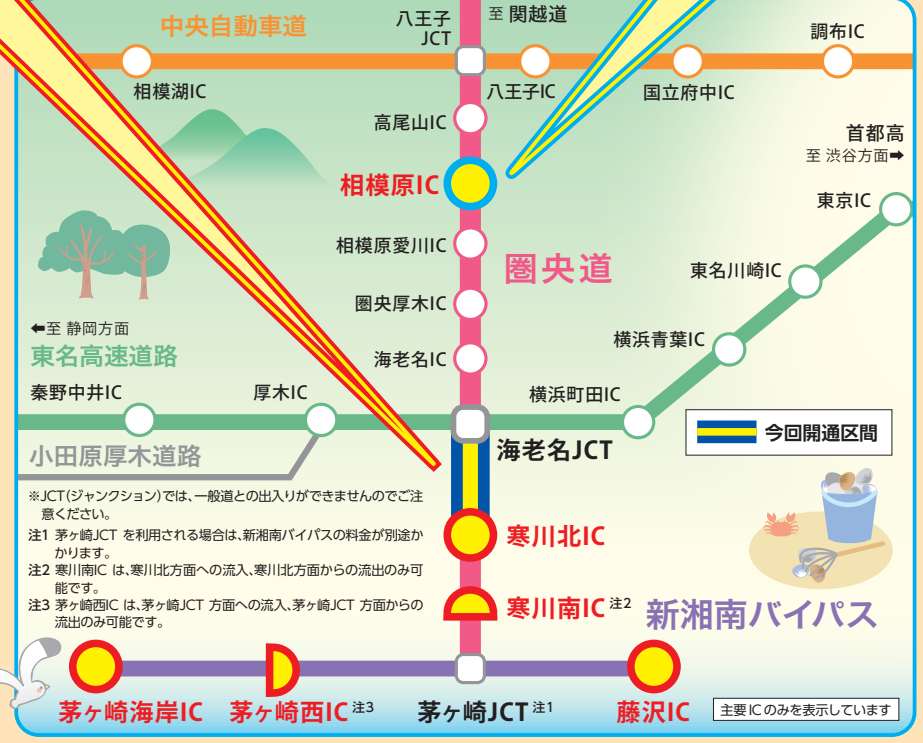 中央自動車道
八王子
JCT
至 関越道
調布IC
相模湖IC
八王子IC
国立府中IC
高尾山IC
首都高
至 渋谷方面➡
相模原IC
東京IC
相模原愛川IC
圏央道
東名川崎IC
圏央厚木IC
⬅至 静岡方面
東名高速道路
海老名IC
横浜青葉IC
秦野中井IC
厚木IC
横浜町田IC
小田原厚木道路
海老名JCT
今回開通区間
※JCT(ジャンクション)では、一般道との出入りができませんのでご注
意ください。
注1 茅ヶ崎JCT を利用される場合は、新湘南バイパスの料金が別途か
かります。
注2 寒川南IC は、寒川北方面への流入、寒川北方面からの流出のみ可
能です。
注3 茅ヶ崎西IC は、茅ヶ崎JCT 方面への流入、茅ヶ崎JCT 方面からの
流出のみ可能です。
寒川北IC
寒川南IC 注2
新湘南バイパス
茅ヶ崎海岸IC
茅ヶ崎西IC 注3
茅ヶ崎JCT 注1
藤沢IC
主要ICのみを表示しています